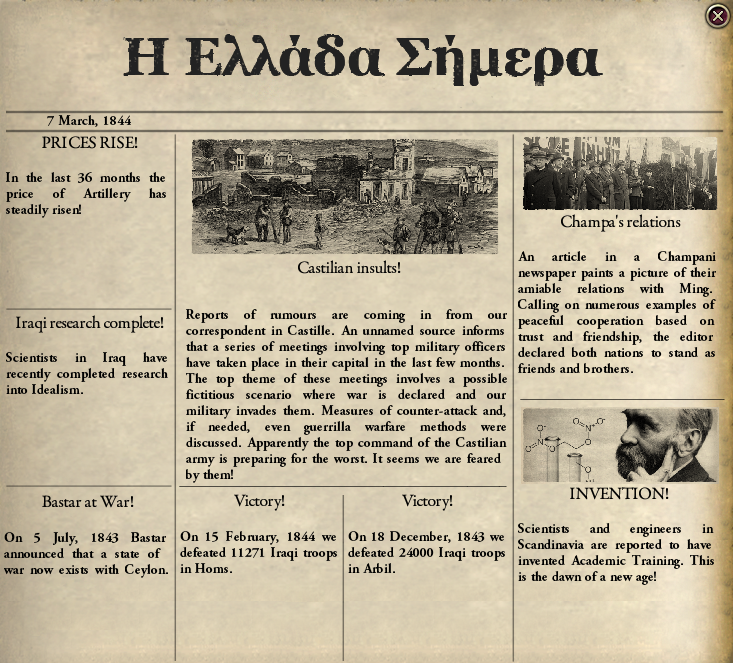 Η Ελλάδα Σήμερα
7 March, 1844
PRICES RISE!
In the last 36 months the
price of Artillery has
steadily risen!
Iraqi research complete!
Scientists in Iraq have
recently completed research
into Idealism.
Bastar at War!
On 5 July, 1843 Bastar
announced that a state of
war now exists with Ceylon.
Castilian insults!
Reports of rumours are coming in from our
correspondent in Castille. An unnamed source informs
that a series of meetings involving top military officers
have taken place in their capital in the last few months.
The top theme of these meetings involves a possible
fictitious scenario where war is declared and our
military invades them. Measures of counter-attack and,
if needed, even guerrilla warfare methods were
discussed. Apparently the top command of the Castilian
army is preparing for the worst. It seems we are feared
by them!
Victory!
On 15 February, 1844 we
defeated 11271 Iraqi troops
in Homs.
Victory!
On 18 December, 1843 we
defeated 24000 Iraqi troops
in Arbil.
Champa's relations
An article in a Champani
newspaper paints a picture of their
amiable relations with Ming.
Calling on numerous examples of
peaceful cooperation based on
trust and friendship, the editor
declared both nations to stand as
friends and brothers.
INVENTION!
Scientists and engineers in
Scandinavia are reported to have
invented Academic Training. This
is the dawn of a new age!